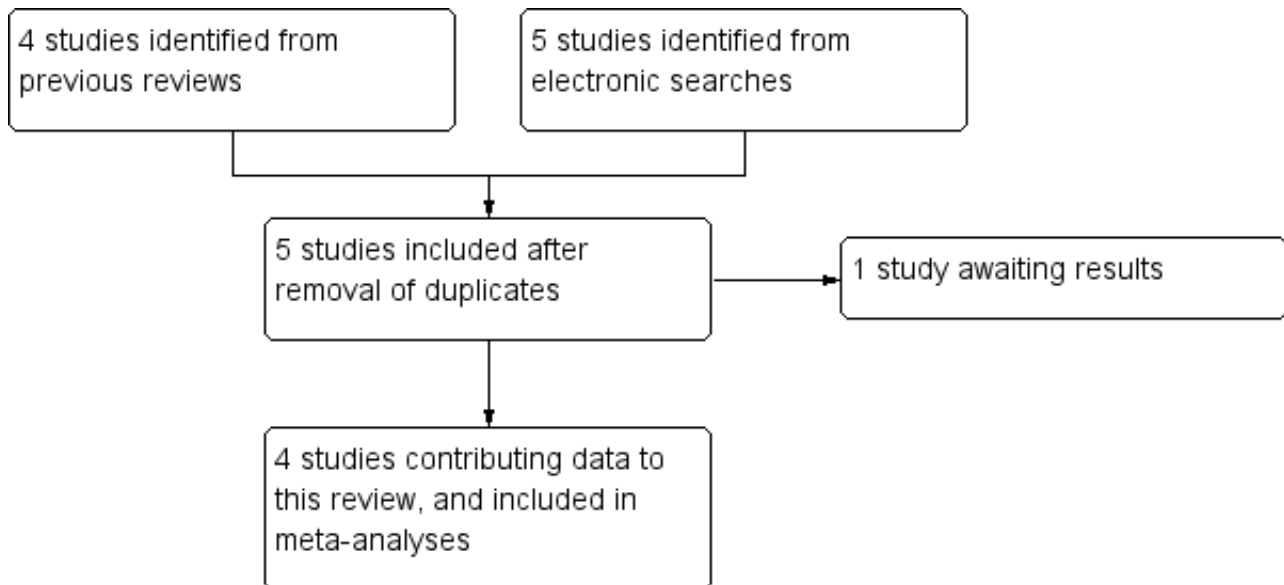 4 studies identified from
previous reviews
5 studies identified from
electronic searches
5 studies included after
removal of duplicates
1 study awaiting results
4 studies contributing data to
this review, and included in
meta-analyses